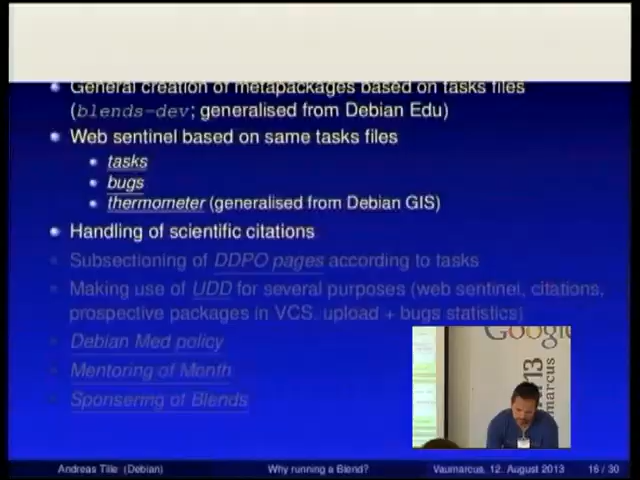 General creation of metapackages based on tasks files
(blends-dev; generalised from Debian Edu)
Web sentinel based on same tasks files
tasks
bugs
thermometer (generalised from Debian GIS)
Handling of scientific citations
Subsectioning of DDPO pages according to tasks
Making use of UDD for several purposes (web sentinel, citations,
prospective packages in VCS, upload + bugs statistics)
Debian Med policy
Mentoring of Month
Sponsering of Blends
Google
13
marcus
Andreas Tille (Debian)
Why running a Blend?
Vaumarcus, 12. August 2013
16 / 30